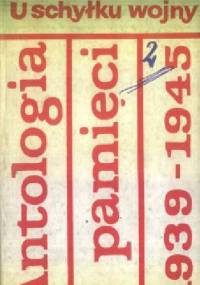 U schyłku wojny
Antologia
pamięci
2
1939-1945